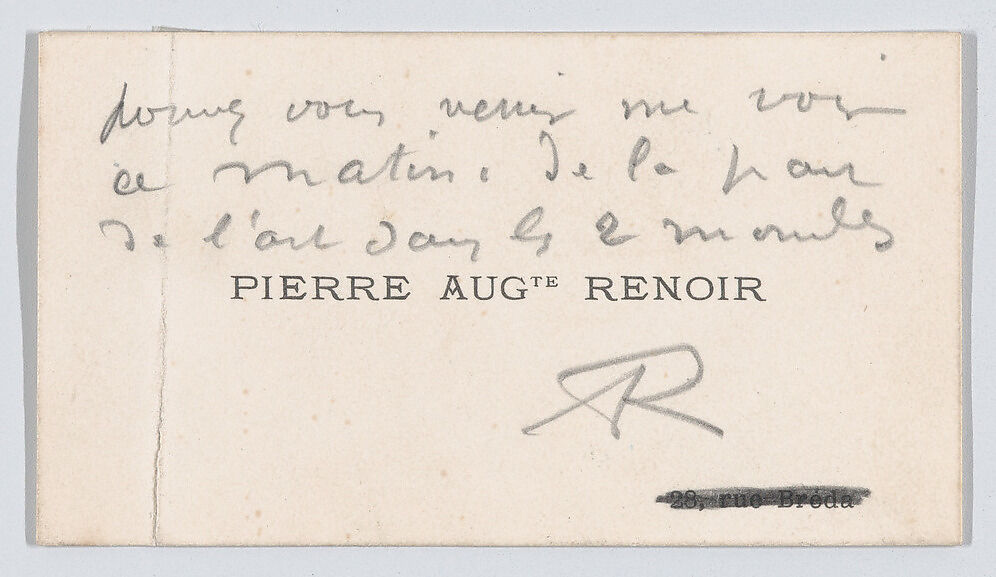 pouvez vous venir me voir
ce matin. De la part
de l'art dans les 2 mondes
PIERRE AUGTE RENOIR
AR
28, rue Bréda